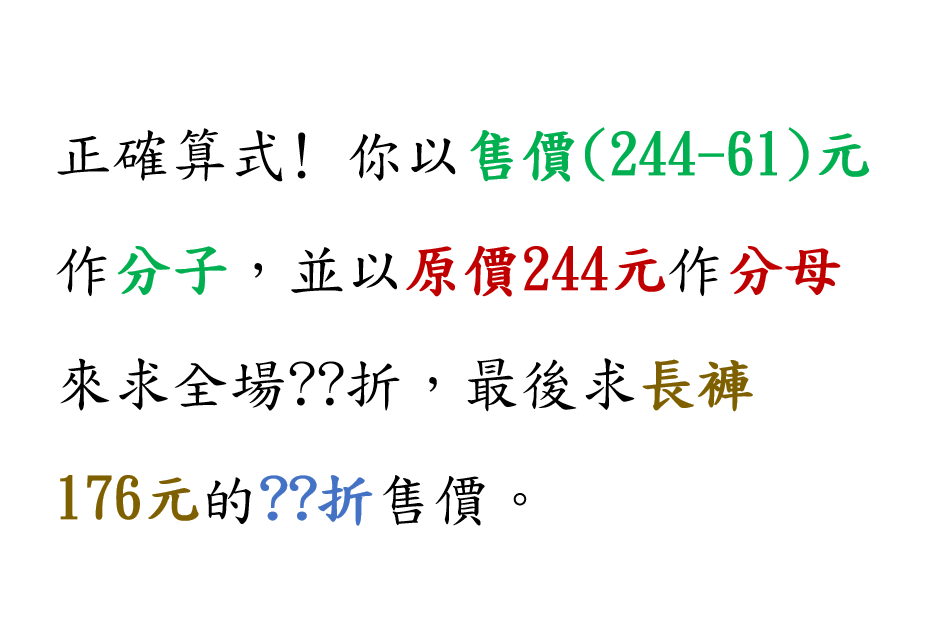 正確算式! 你以售價(244-61)元
作分子，並以原價244元作分母
來求全場??折，最後求長褲
176元的??折售價。